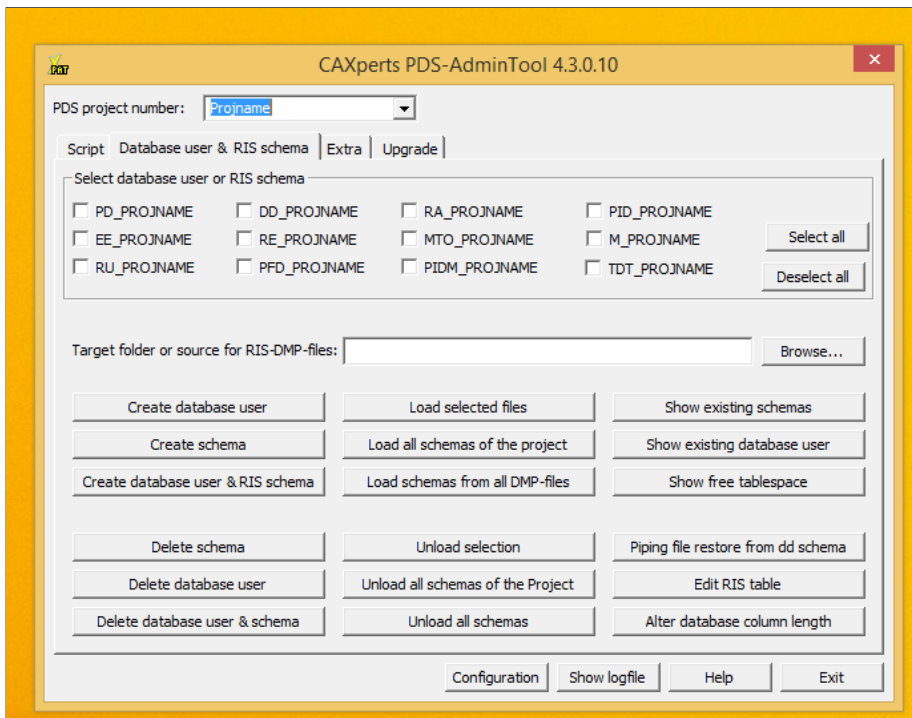 PAT
CAXperts PDS-AdminTool 4.3.0.10
PDS project number: Projname
Script Database user & RIS schema Extra Upgrade
Select database user or RIS schema
PD_PROJNAME DD_PROJNAME RA_PROJNAME PID_PROJNAME
EE_PROJNAME RE_PROJNAME MTO_PROJNAME M_PROJNAME Select all
RU_PROJNAME PFD_PROJNAME PIDM_PROJNAME TDT_PROJNAME Deselect all
Target folder or source for RIS-DMP-files: Browse...
Create database user Load selected files Show existing schemas
Create schema Load all schemas of the project Show existing database user
Create database user & RIS schema Load schemas from all DMP-files Show free tablespace
Delete schema Unload selection Piping file restore from dd schema
Delete database user Unload all schemas of the Project Edit RIS table
Delete database user & schema Unload all schemas Alter database column length
Configuration Show logfile Help Exit